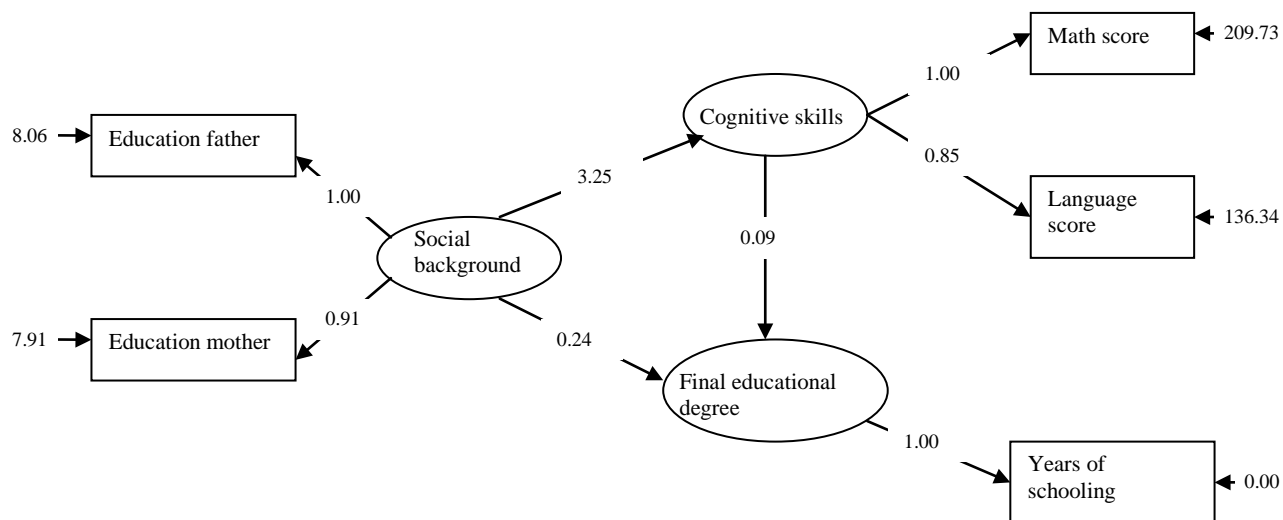 Math score
209.73
1.00
Cognitive skills
8.06
Education father
0.85
3.25
1.00
Language
score
136.34
Social
background
0.09
7.91
Education mother
0.91
0.24
Final educational
degree
1.00
Years of
schooling
0.00